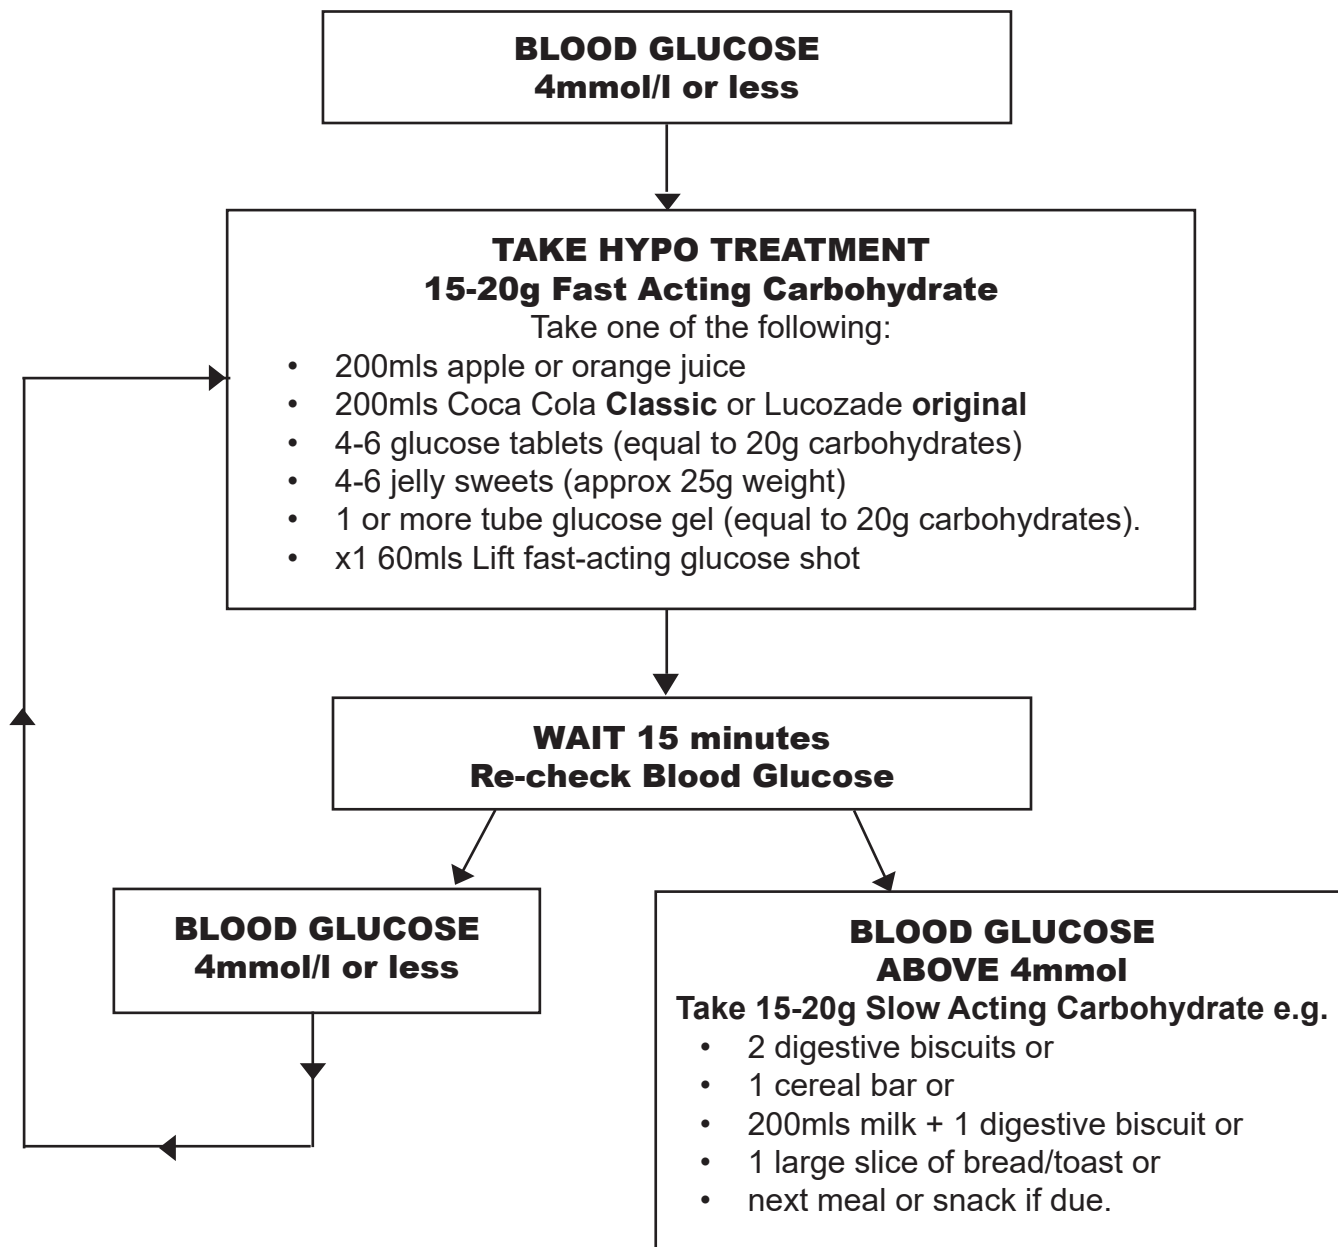 BLOOD GLUCOSE
4mmol/l or less
TAKE HYPO TREATMENT
15-20g Fast Acting Carbohydrate
Take one of the following:
• 200mls apple or orange juice
• 200mls Coca Cola Classic or Lucozade original
• 4-6 glucose tablets (equal to 20g carbohydrates)
• 4-6 jelly sweets (approx 25g weight)
• 1 or more tube glucose gel (equal to 20g carbohydrates).
• x1 60mls Lift fast-acting glucose shot
WAIT 15 minutes
Re-check Blood Glucose
BLOOD GLUCOSE
4mmol/l or less
BLOOD GLUCOSE
ABOVE 4mmol
Take 15-20g Slow Acting Carbohydrate e.g.
• 2 digestive biscuits or
• 1 cereal bar or
• 200mls milk + 1 digestive biscuit or
• 1 large slice of bread/toast or
• next meal or snack if due.